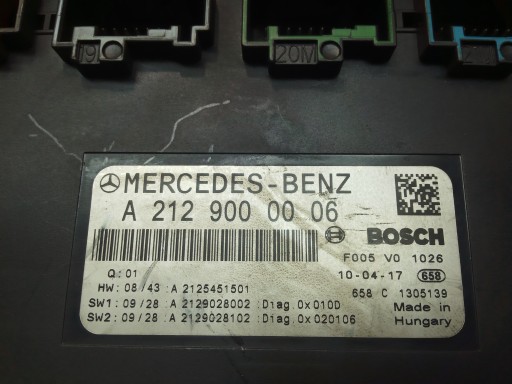 19 20M 2
MERCEDES-BENZ
A 212 900 00 06
BOSCH
F005 V0 1026
Q: 01
10-04-17 658
HW: 08/43 :A 2125451501
658 C 1305139
SW1: 09/28 :A 2129028002 :Diag.0x010D
Made in
SW2: 09/28 :A 2129028102 :Diag.0x020106
Hungary